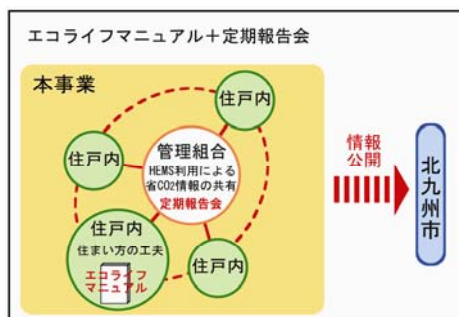 エコライフマニュアル＋定期報告会
本事業
住戸内
住戸内
管理組合
HEMS利用による
省CO2情報の共有
定期報告会
住戸内
住まい方の工夫
エコライフ
マニュアル
住戸内
情報
公開
北九州市